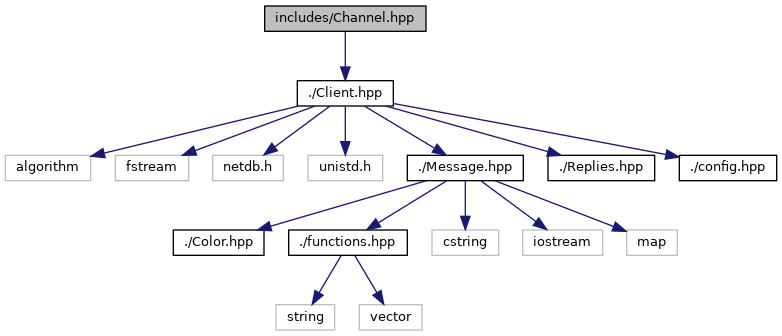 includes/Channel.hpp
./Client.hpp
algorithm
fstream
netdb.h
unistd.h
./Message.hpp
./Replies.hpp
./config.hpp
./Color.hpp
./functions.hpp
cstring
iostream
map
string
vector